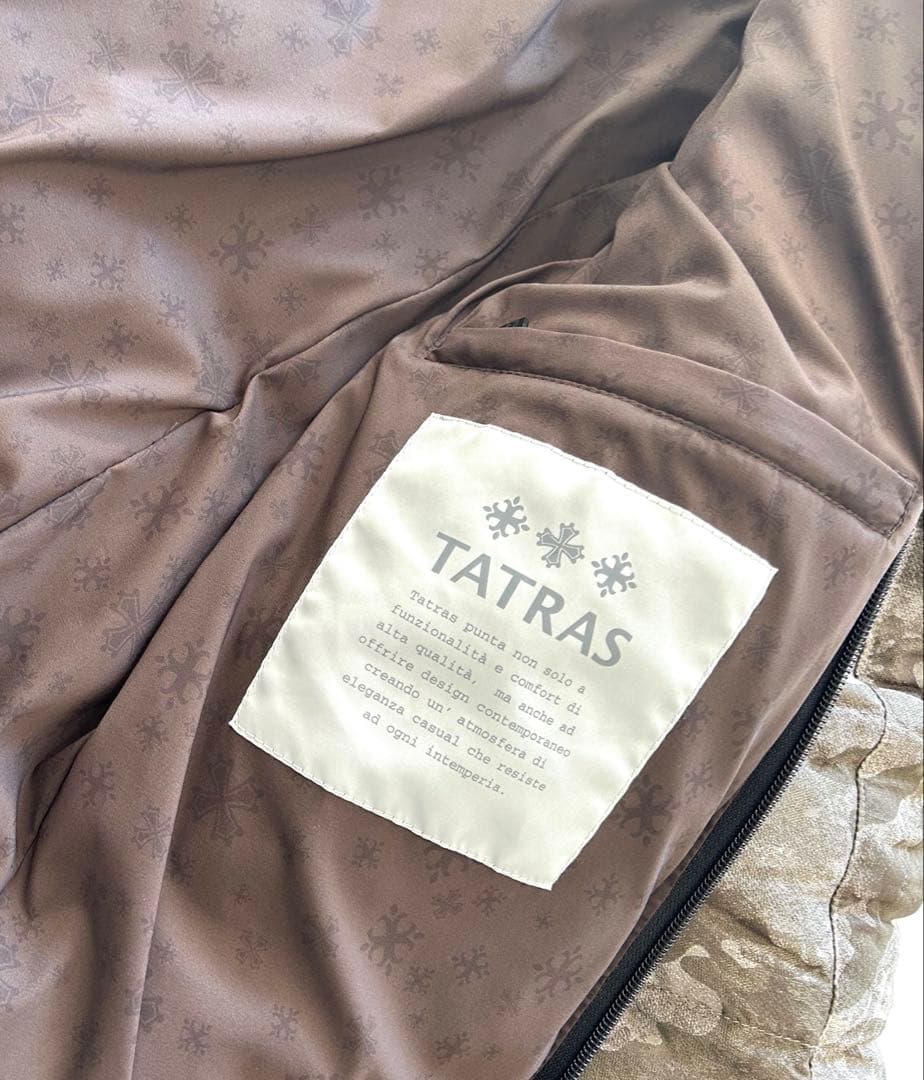 TATRAS
Tatras punta non solo a
funzionalità e comfort di
alta qualità, ma anche ad
offrire design contemporaneo
creando un' atmosfera di
eleganza casual che resiste
ad ogni intemperia.